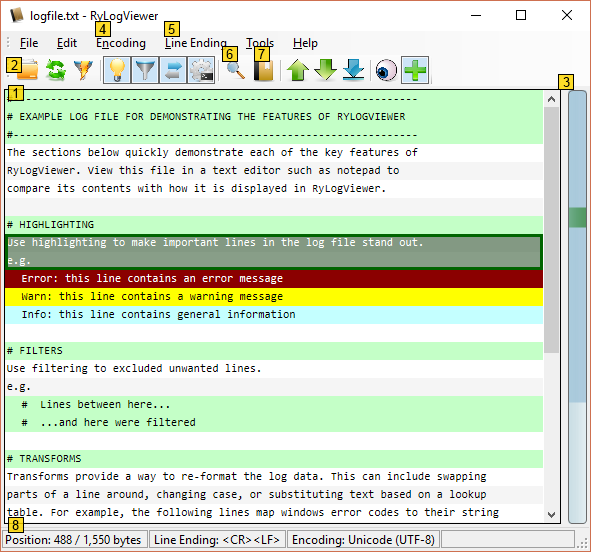 logfile.txt - RyLogViewer
4 5
File Edit Encoding Line Ending Tools Help
2 6 7
3
1
#-----------------------------------------------------------------
# EXAMPLE LOG FILE FOR DEMONSTRATING THE FEATURES OF RYLOGVIEWER
#-----------------------------------------------------------------
The sections below quickly demonstrate each of the key features of
RyLogViewer. View this file in a text editor such as notepad to
compare its contents with how it is displayed in RyLogViewer.
# HIGHLIGHTING
Use highlighting to make important lines in the log file stand out.
e.g.
Error: this line contains an error message
Warn: this line contains a warning message
Info: this line contains general information
# FILTERS
Use filtering to excluded unwanted lines.
e.g.
# Lines between here...
# ...and here were filtered
# TRANSFORMS
Transforms provide a way to re-format the log data. This can include swapping
parts of a line around, changing case, or substituting text based on a lookup
table. For example, the following lines map windows error codes to their string
8
Position: 488 / 1,550 bytes Line Ending: <CR><LF> Encoding: Unicode (UTF-8)